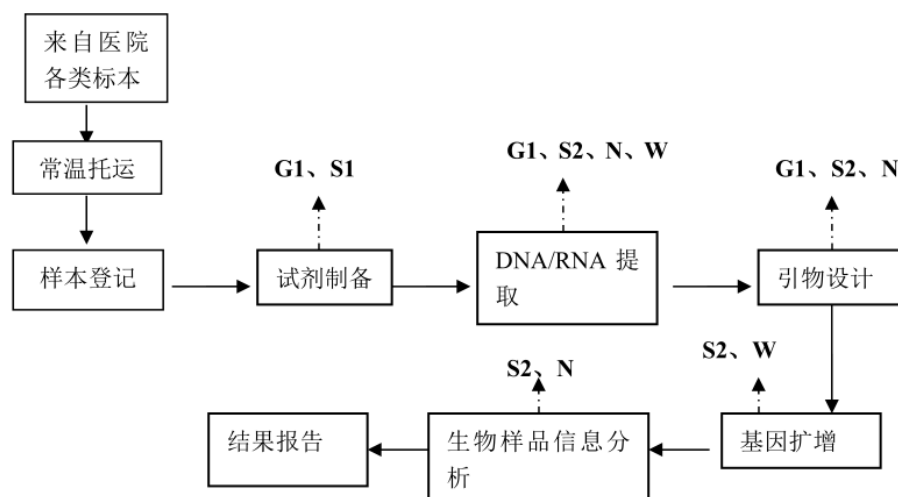 来自医院
各类标本
常温托运
样本登记
G1、S1
试剂制备
G1、S2、N、W
DNA/RNA 提
取
G1、S2、N
引物设计
S2、W
基因扩增
S2、N
生物样品信息分
析
结果报告